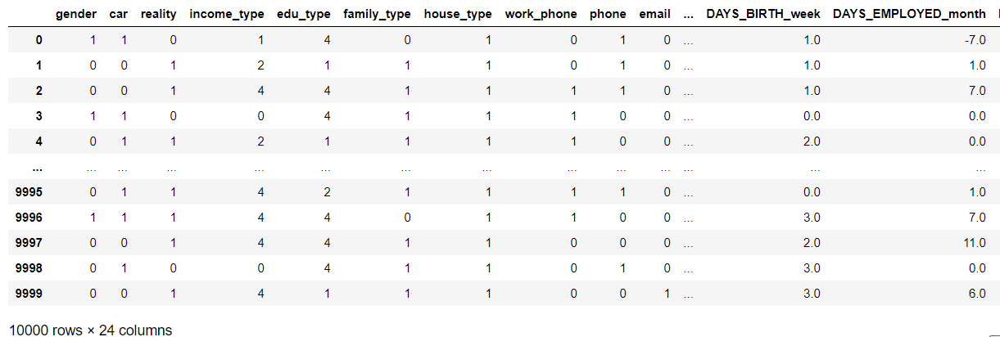 gender car reality income_type edu_type family_type house_type work_phone phone email ... DAYS_BIRTH_week DAYS_EMPLOYED_month
0 1 1 0 1 4 0 1 0 1 0 ... 1.0 -7.0
1 0 0 1 2 1 1 1 0 1 0 ... 1.0 1.0
2 0 0 1 4 4 1 1 1 1 0 ... 1.0 7.0
3 1 1 0 0 4 1 1 1 0 0 ... 0.0 0.0
4 0 1 1 2 1 1 1 1 0 0 ... 2.0 0.0
... ... ... ... ... ... ... ... ... ... ... ... ...
9995 0 1 1 4 2 1 1 1 1 0 ... 0.0 1.0
9996 1 1 1 4 4 0 1 1 0 0 ... 3.0 7.0
9997 0 0 1 4 4 1 1 0 0 0 ... 2.0 11.0
9998 0 1 0 0 4 1 1 0 1 0 ... 3.0 0.0
9999 0 0 1 4 1 1 1 0 0 1 ... 3.0 6.0
10000 rows × 24 columns